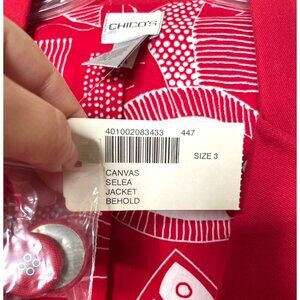 CHICO'S
401002083433 447
SIZE 3
CANVAS
SELEA
JACKET
BEHOLD